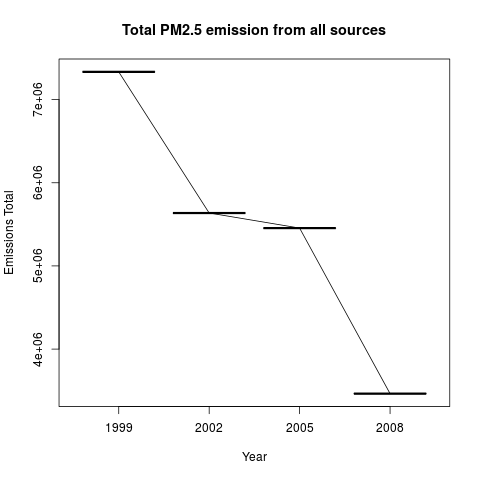 Total PM2.5 emission from all sources
7e+06
6e+06
5e+06
4e+06
Emissions Total
1999 2002 2005 2008
Year